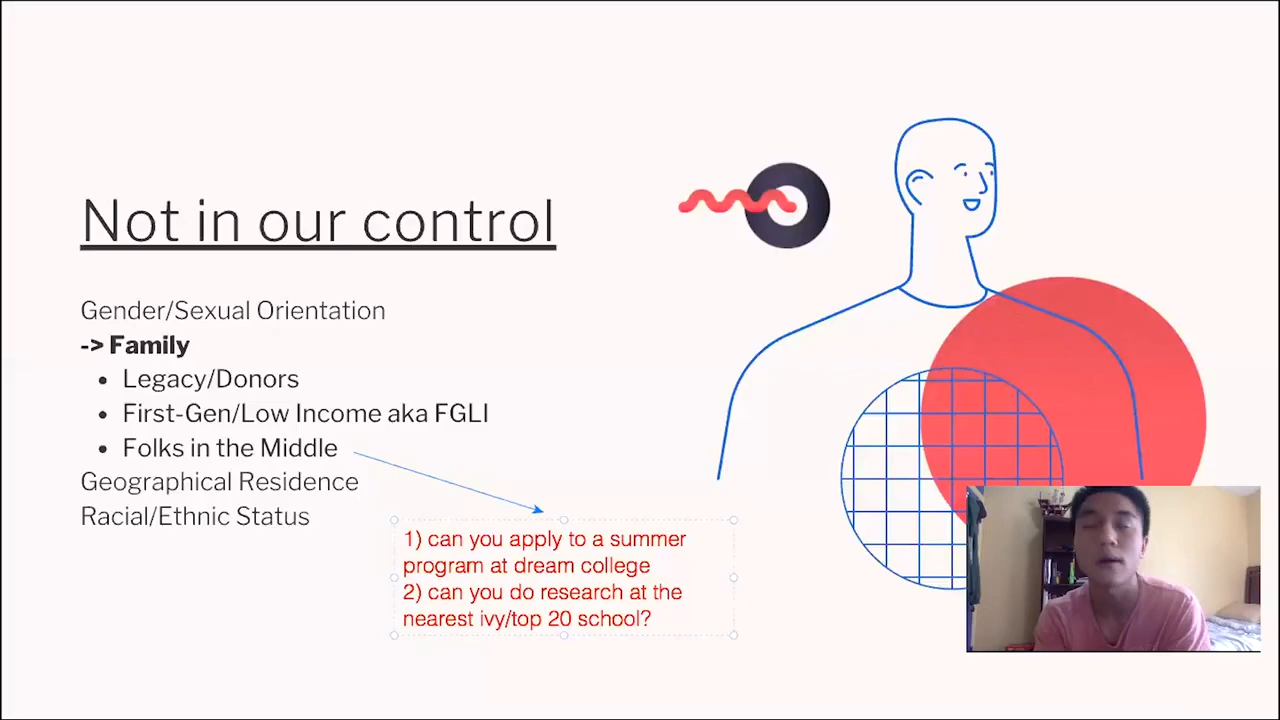 Not in our control
Gender/Sexual Orientation
-> Family
• Legacy/Donors
• First-Gen/Low Income aka FGLI
• Folks in the Middle
Geographical Residence
Racial/Ethnic Status
1) can you apply to a summer
program at dream college
2) can you do research at the
nearest ivy/top 20 school?